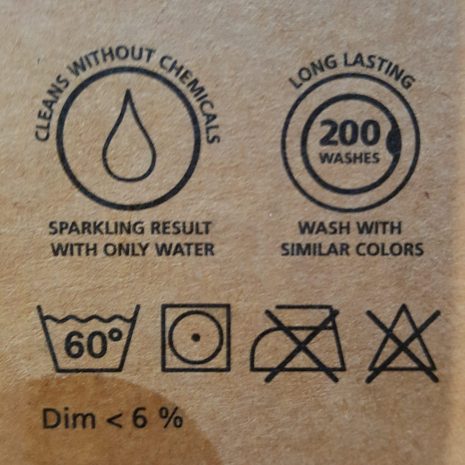 CLEANS WITHOUT CHEMICALS
SPARKLING RESULT
WITH ONLY WATER
LONG LASTING
200
WASHES
WASH WITH
SIMILAR COLORS
60°
Dim < 6 %